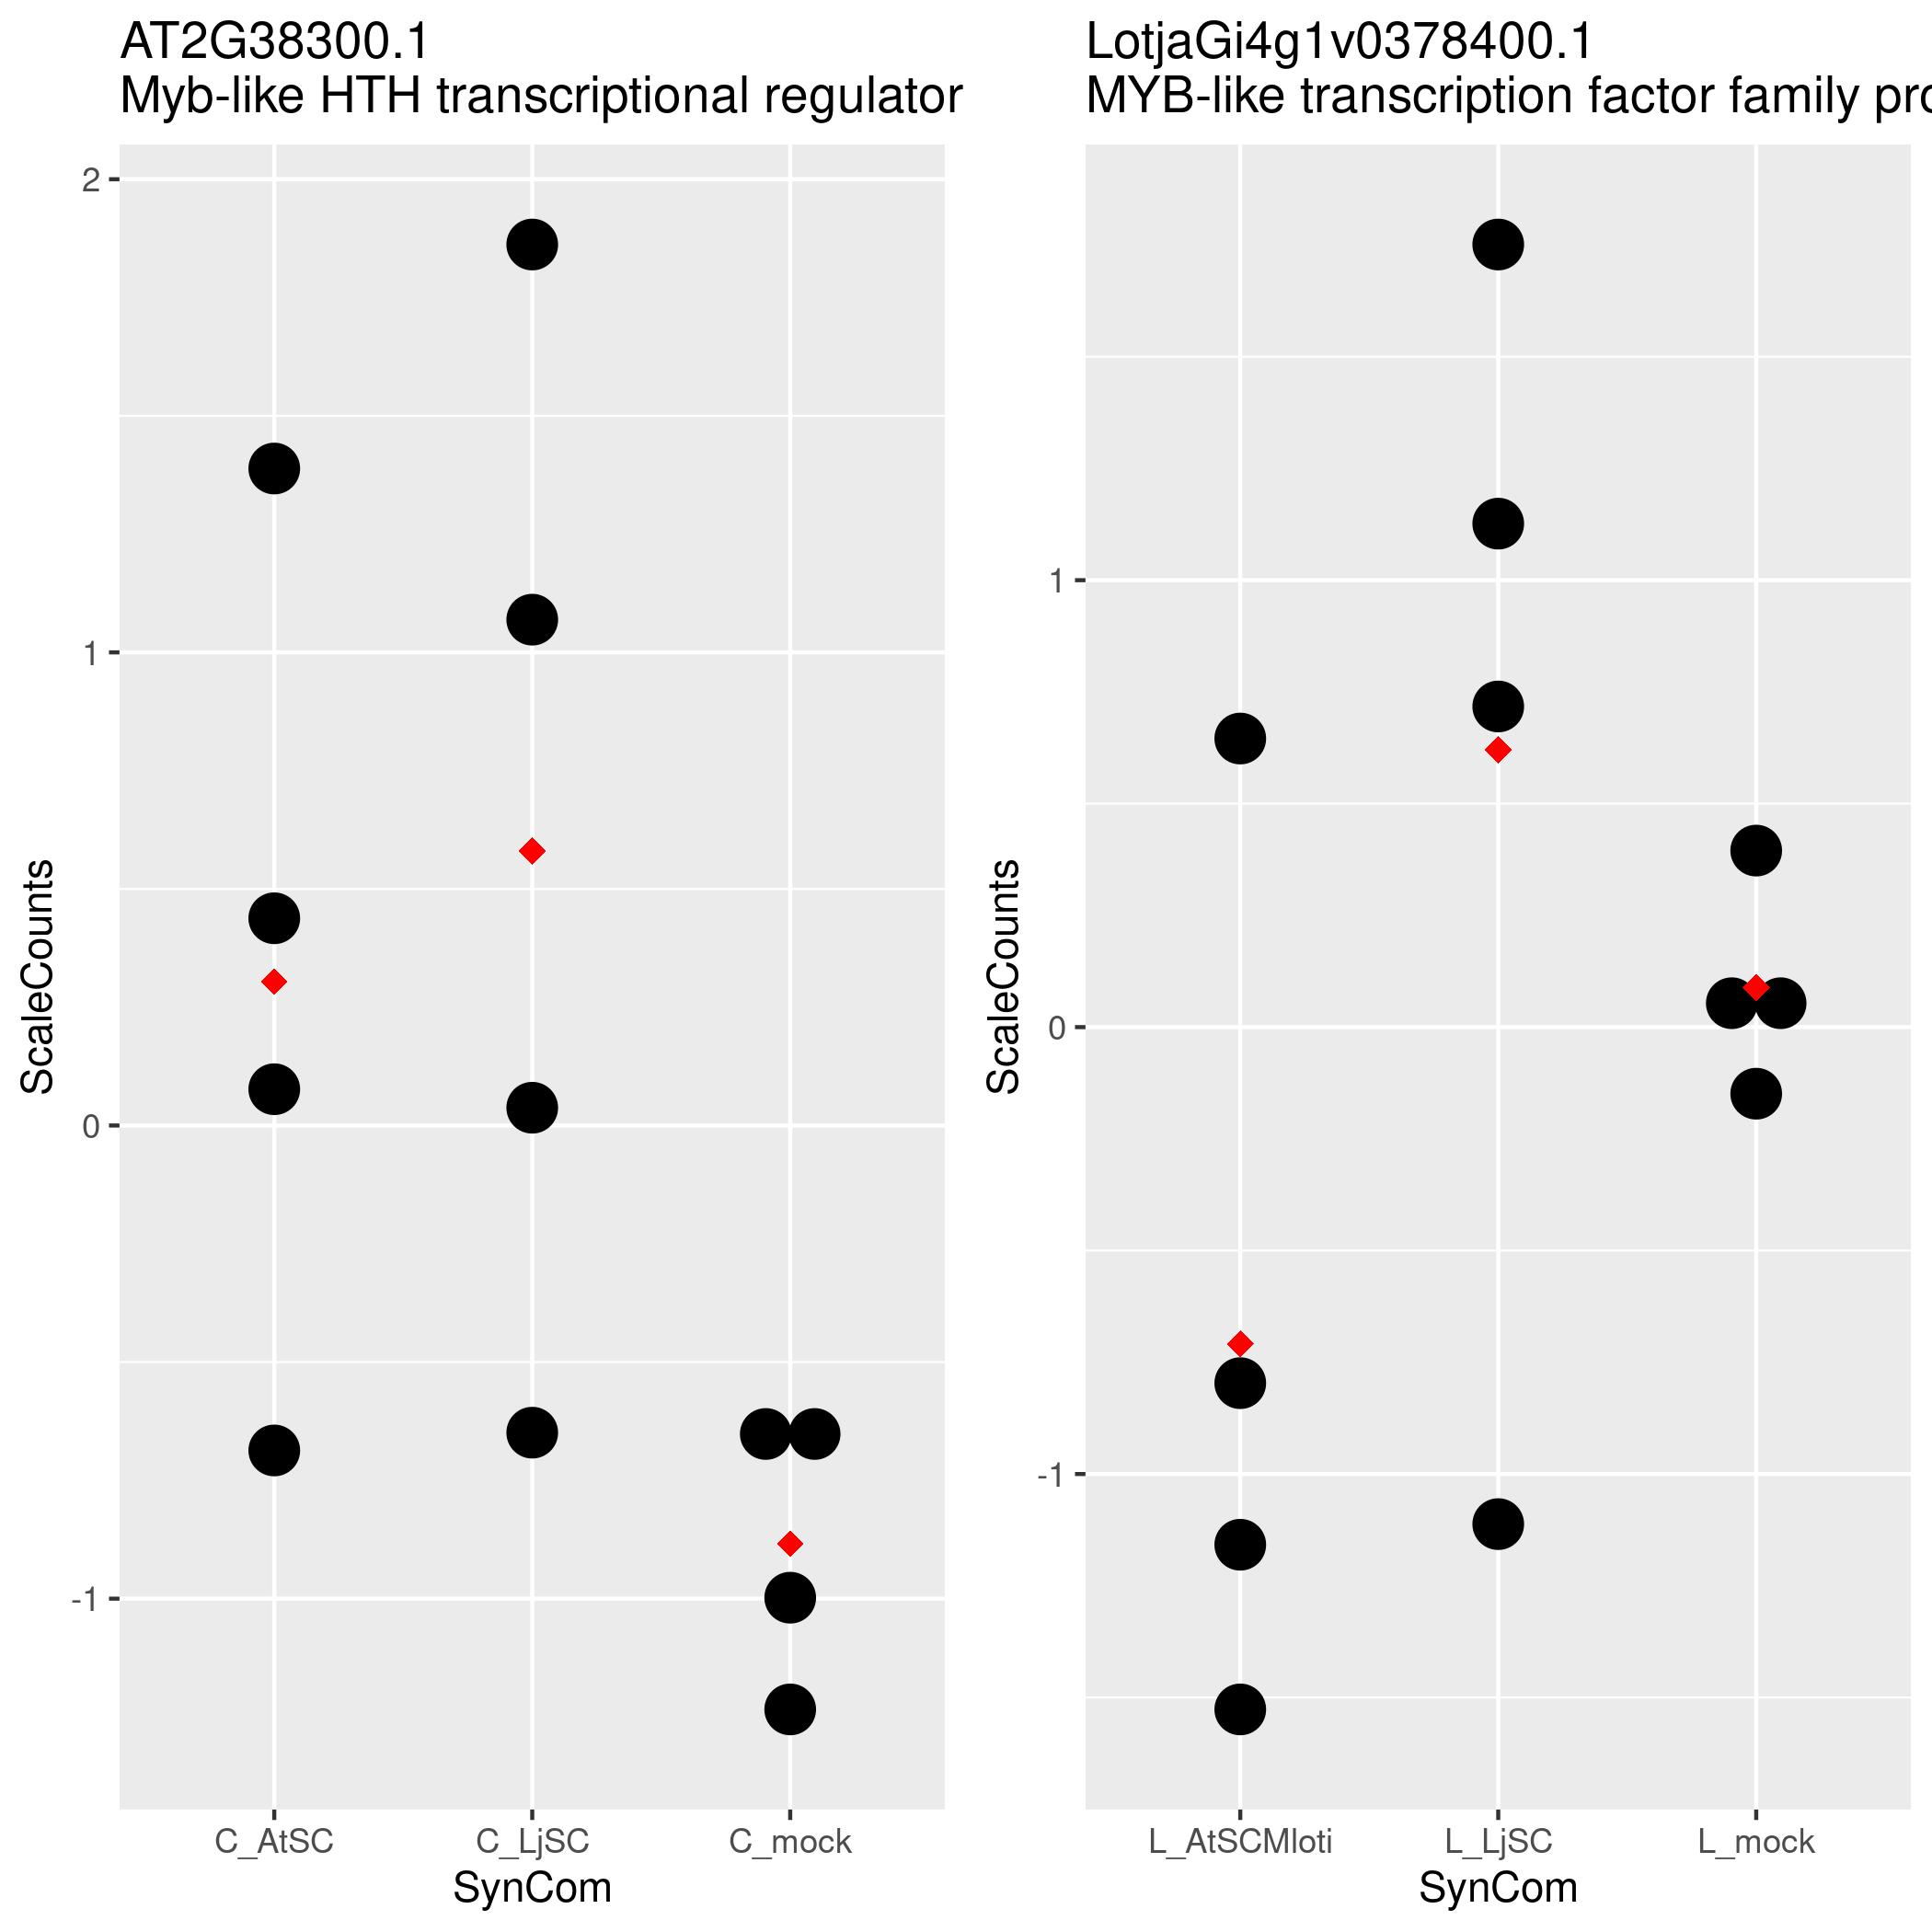 AT2G38300.1
Myb-like HTH transcriptional regulator
ScaleCounts
2
1
0
-1
C_AtSC
C_LjSC
C_mock
SynCom
LotjaGi4g1v0378400.1
MYB-like transcription factor family pro
ScaleCounts
1
0
-1
L_AtSCMloti
L_LjSC
L_mock
SynCom